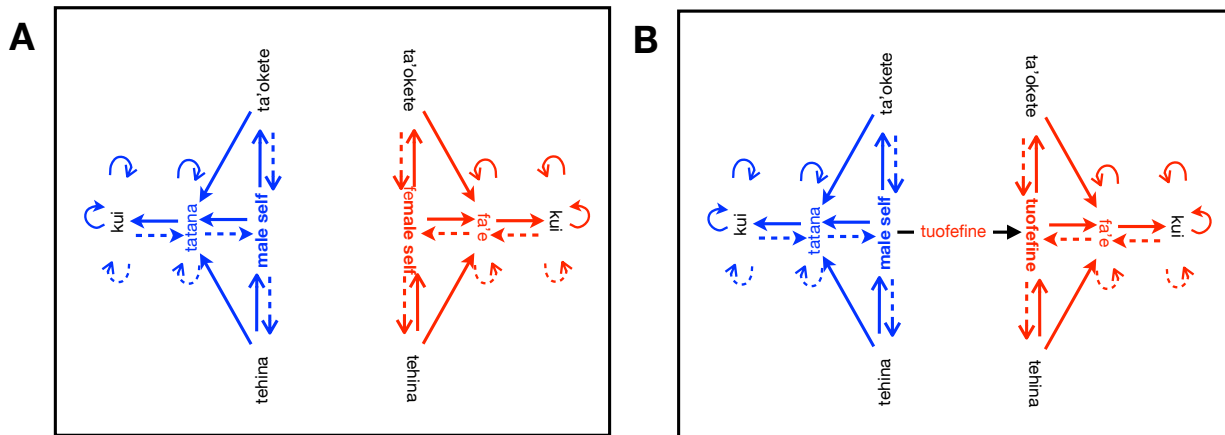 A
ta'okete
kui
tatana
male self
tehina
ta'okete
female self
fa'e
kui
tehina
B
ta'okete
kui
tatana
male self
tehina
tuofefine
ta'okete
tuofefine
fa'e
kui
tehina